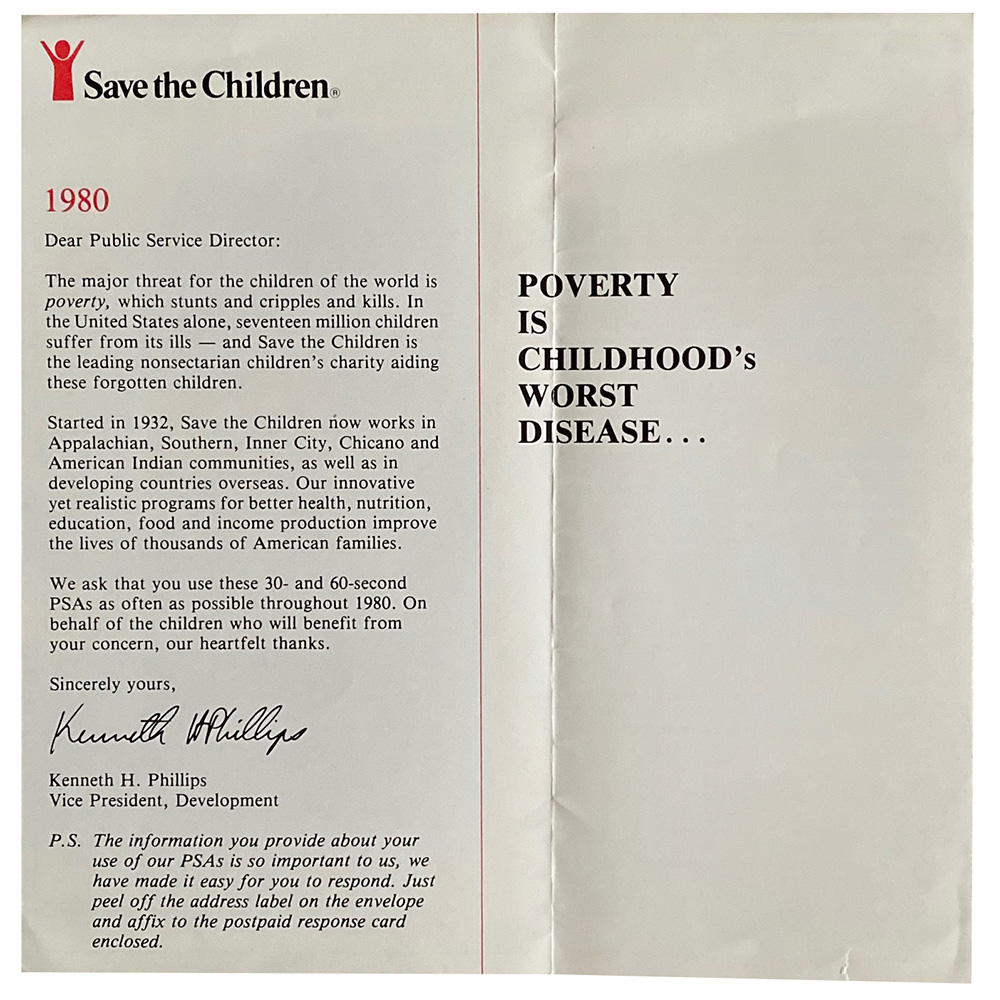 Save the Children®
1980
Dear Public Service Director:
The major threat for the children of the world is
poverty, which stunts and cripples and kills. In
the United States alone, seventeen million children
suffer from its ills — and Save the Children is
the leading nonsectarian children's charity aiding
these forgotten children.
Started in 1932, Save the Children now works in
Appalachian, Southern, Inner City, Chicano and
American Indian communities, as well as in
developing countries overseas. Our innovative
yet realistic programs for better health, nutrition,
education, food and income production improve
the lives of thousands of American families.
We ask that you use these 30- and 60-second
PSAs as often as possible throughout 1980. On
behalf of the children who will benefit from
your concern, our heartfelt thanks.
Sincerely yours,
Kenneth H Phillips
Kenneth H. Phillips
Vice President, Development
P.S. The information you provide about your
use of our PSAs is so important to us, we
have made it easy for you to respond. Just
peel off the address label on the envelope
and affix to the postpaid response card
enclosed.
POVERTY
IS
CHILDHOOD's
WORST
DISEASE...